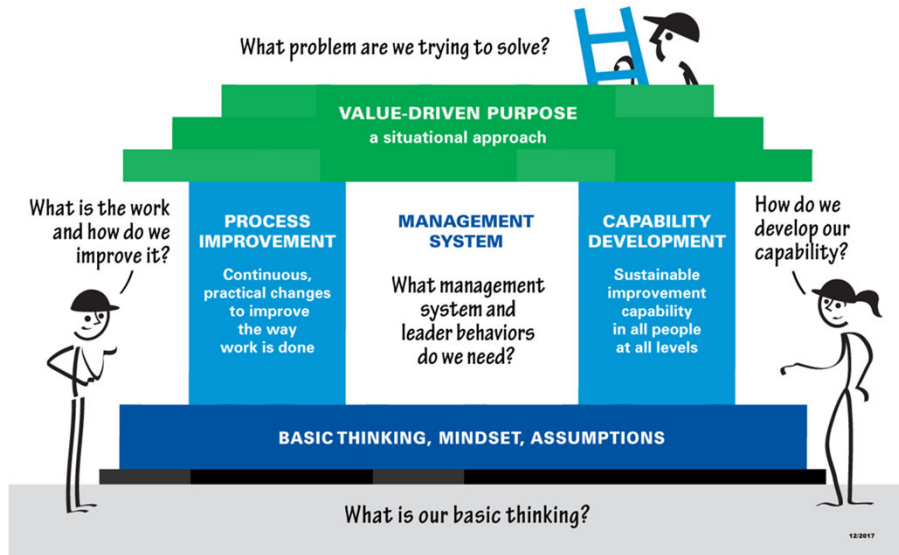 What problem are we trying to solve?
VALUE-DRIVEN PURPOSE
a situational approach
What is the work
and how do we
improve it?
PROCESS
IMPROVEMENT
Continuous,
practical changes
to improve
the way
work is done
MANAGEMENT
SYSTEM
What management
system and
leader behaviors
do we need?
CAPABILITY
DEVELOPMENT
Sustainable
improvement
capability
in all people
at all levels
How do we
develop our
capability?
BASIC THINKING, MINDSET, ASSUMPTIONS
What is our basic thinking?
12/2017